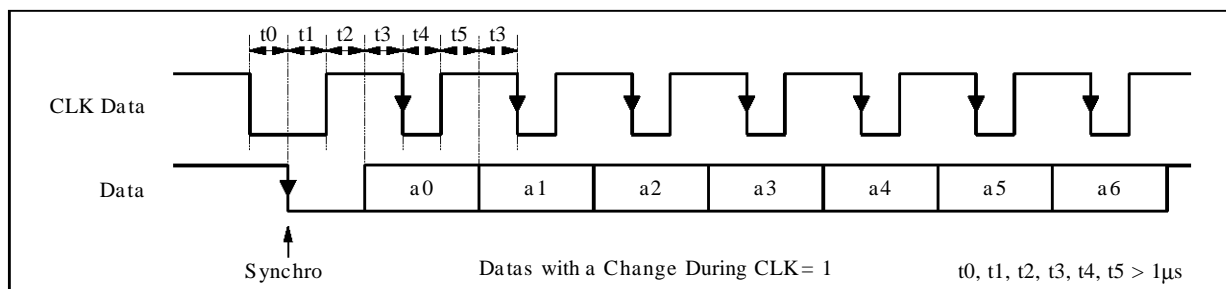 t0 t1 t2 t3 t4 t5 t3
CLK Data
Data a0 a1 a2 a3 a4 a5 a6
Synchro Datas with a Change During CLK = 1 t0, t1, t2, t3, t4, t5 > 1µs